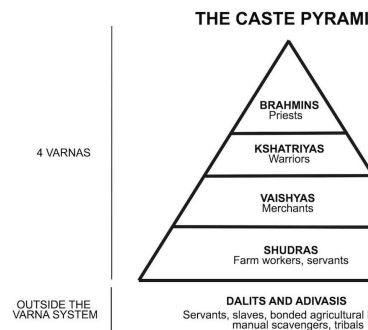 THE CASTE PYRAMI
BRAHMINS
Priests
4 VARNAS
KSHATRIYAS
Warriors
VAISHYAS
Merchants
SHUDRAS
Farm workers, servants
OUTSIDE THE
VARNA SYSTEM
DALITS AND ADIVASIS
Servants, slaves, bonded agricultural
manual scavengers, tribals